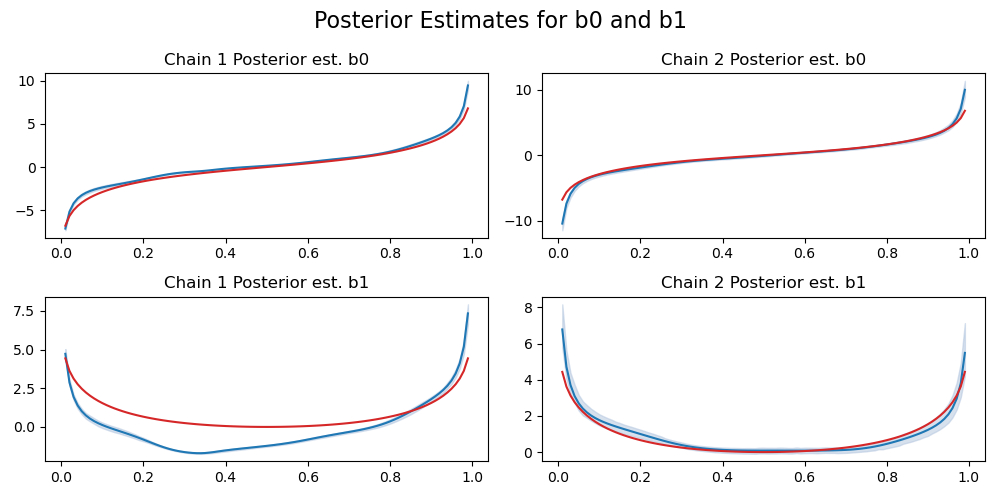 Posterior Estimates for b0 and b1
Chain 1 Posterior est. b0
10
5
0
−5
0.0 0.2 0.4 0.6 0.8 1.0
Chain 2 Posterior est. b0
10
0
−10
0.0 0.2 0.4 0.6 0.8 1.0
Chain 1 Posterior est. b1
7.5
5.0
2.5
0.0
0.0 0.2 0.4 0.6 0.8 1.0
Chain 2 Posterior est. b1
8
6
4
2
0
0.0 0.2 0.4 0.6 0.8 1.0